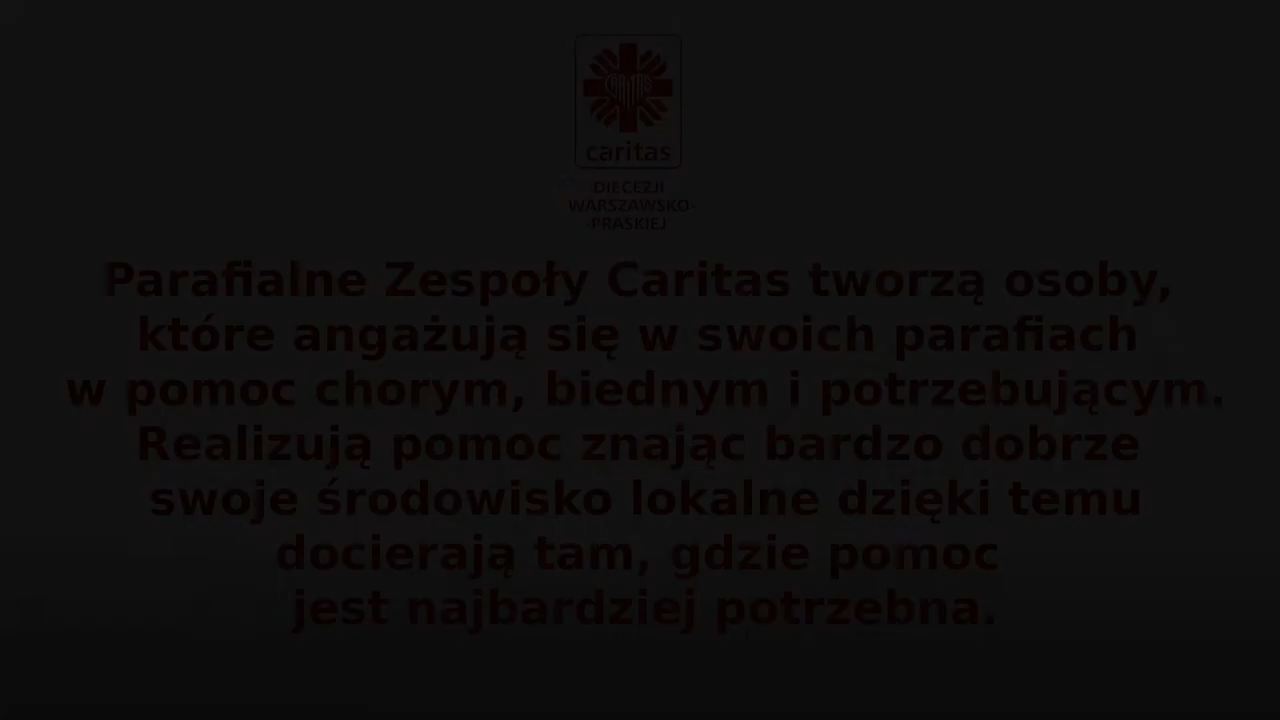 CARITAS
caritas
DIECEZJI
WARSZAWSKO-
-PRASKIEJ
Parafialne Zespoły Caritas tworzą osoby,
które angażują się w swoich parafiach
w pomoc chorym, biednym i potrzebującym.
Realizują pomoc znając bardzo dobrze
swoje środowisko lokalne dzięki temu
docierają tam, gdzie pomoc
jest najbardziej potrzebna.